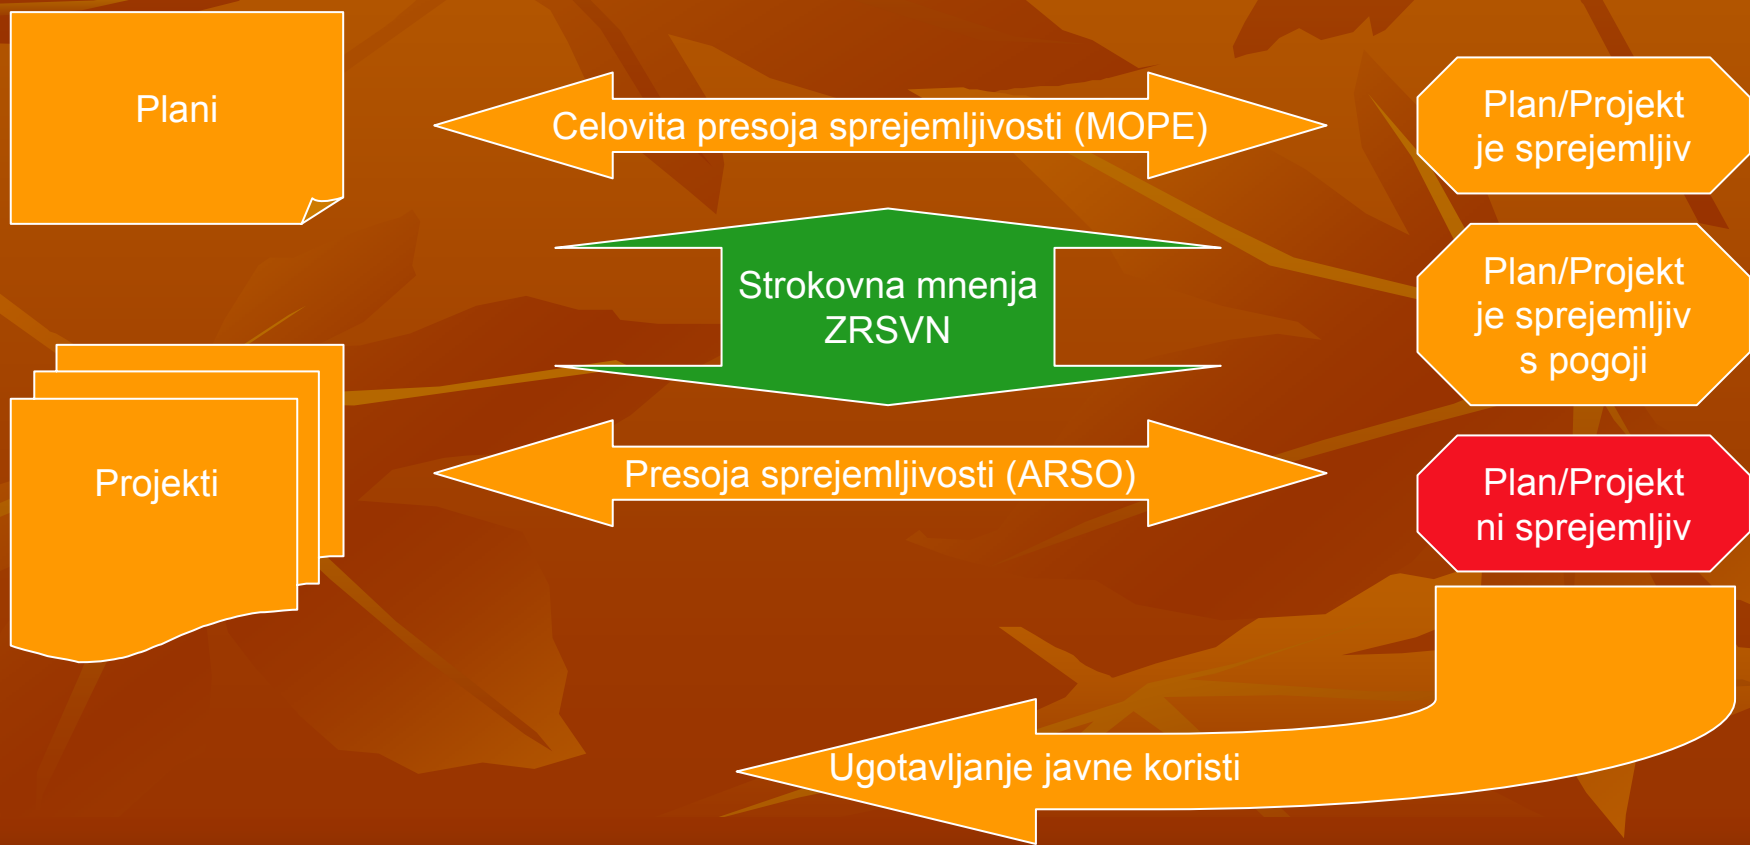 Plani
Celovita presoja sprejemljivosti (MOPE)
Plan/Projekt
je sprejemljiv
Strokovna mnenja
ZRSVN
Plan/Projekt
je sprejemljiv
s pogoji
Projekti
Presoja sprejemljivosti (ARSO)
Plan/Projekt
ni sprejemljiv
Ugotavljanje javne koristi